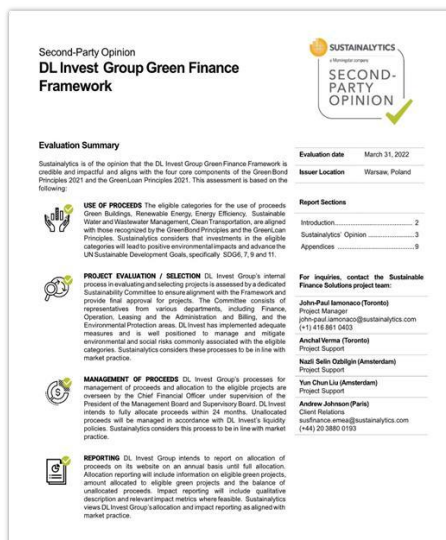 Second-Party Opinion
DL Invest Group Green Finance
Framework
SUSTAINALYTICS
a Morningstar company
SECOND-
PARTY
OPINION
Evaluation Summary
Sustainalytics is of the opinion that the DL Invest Group Green Finance Framework is
credible and impactful and aligns with the four core components of the Green Bond
Principles 2021 and the Green Loan Principles 2021. This assessment is based on the
following:
USE OF PROCEEDS The eligible categories for the use of proceeds
Green Buildings, Renewable Energy, Energy Efficiency, Sustainable
Water and Wastewater Management, Clean Transportation, are aligned
with those recognized by the Green Bond Principles and the Green Loan
Principles. Sustainalytics considers that investments in the eligible
categories will lead to positive environmental impacts and advance the
UN Sustainable Development Goals, specifically SDG 6, 7, 9 and 11.
PROJECT EVALUATION / SELECTION DL Invest Group's internal
process in evaluating and selecting projects is assessed by a dedicated
Sustainability Committee to ensure alignment with the Framework and
provide final approval for projects. The Committee consists of
representatives from various departments, including Finance,
Operation, Leasing and the Administration and Billing, and the
Environmental Protection areas. DL Invest has implemented adequate
measures and is well positioned to manage and mitigate
environmental and social risks commonly associated with the eligible
categories. Sustainalytics considers these processes to be in line with
market practice.
MANAGEMENT OF PROCEEDS DL Invest Group's processes for
management of proceeds and allocation to the eligible projects are
overseen by the Chief Financial Officer under supervision of the
President of the Management Board and Supervisory Board. DL Invest
intends to fully allocate proceeds within 24 months. Unallocated
proceeds will be managed in accordance with DL Invest's liquidity
policies. Sustainalytics considers this process to be in line with market
practice.
REPORTING DL Invest Group intends to report on allocation of
proceeds on its website on an annual basis until full allocation.
Allocation reporting will include information on eligible green projects,
amount allocated to eligible green projects and the balance of
unallocated proceeds. Impact reporting will include qualitative
description and relevant impact metrics where feasible. Sustainalytics
views DL Invest Group's allocation and impact reporting as aligned with
market practice.
Evaluation date March 31, 2022
Issuer Location Warsaw, Poland
Report Sections
Introduction 2
Sustainalytics' Opinion 3
Appendices 9
For inquiries, contact the Sustainable
Finance Solutions project team:
John-Paul Iamonaco (Toronto)
Project Manager
john-paul.iamonaco@sustainalytics.com
(+1) 416 861 0403
Anchal Verma (Toronto)
Project Support
Nazli Selin Ozbilgin (Amsterdam)
Project Support
Yun Chun Liu (Amsterdam)
Project Support
Andrew Johnson (Paris)
Client Relations
susfinance.emea@sustainalytics.com
(+44) 20 3880 0193